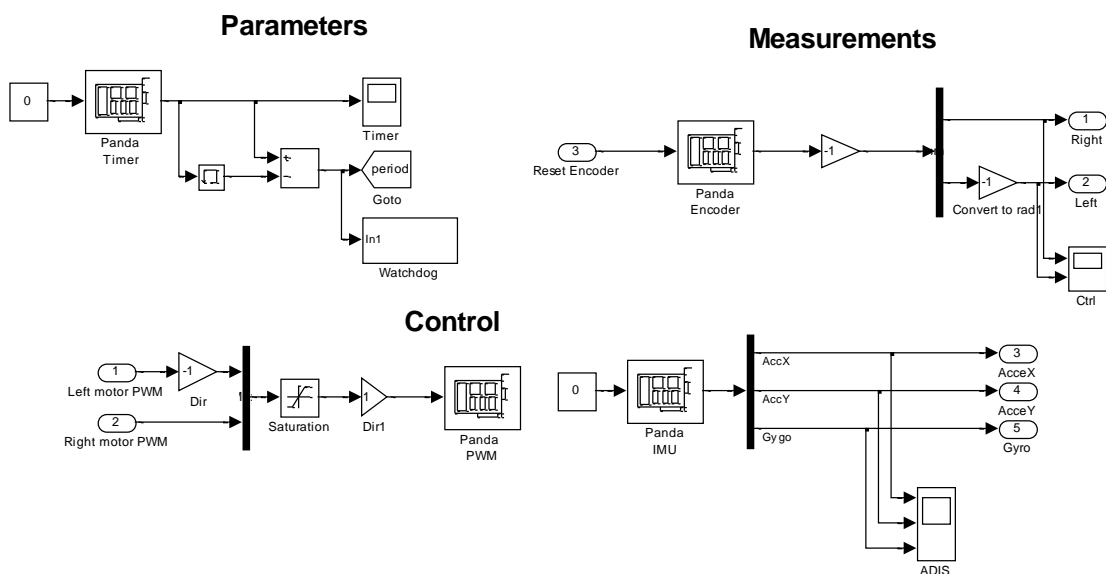 Parameters
0
Panda
Timer
Timer
+
−
period
Goto
In1
Watchdog
Measurements
3
Reset Encoder
Panda
Encoder
-1
1
Right
-1
Convert to rad1
2
Left
Ctrl
Control
1
Left motor PWM
-1
Dir
2
Right motor PWM
Saturation
1
Dir1
Panda
PWM
0
Panda
IMU
AccX
AccY
Gygo
3
AcceX
4
AcceY
5
Gyro
ADIS